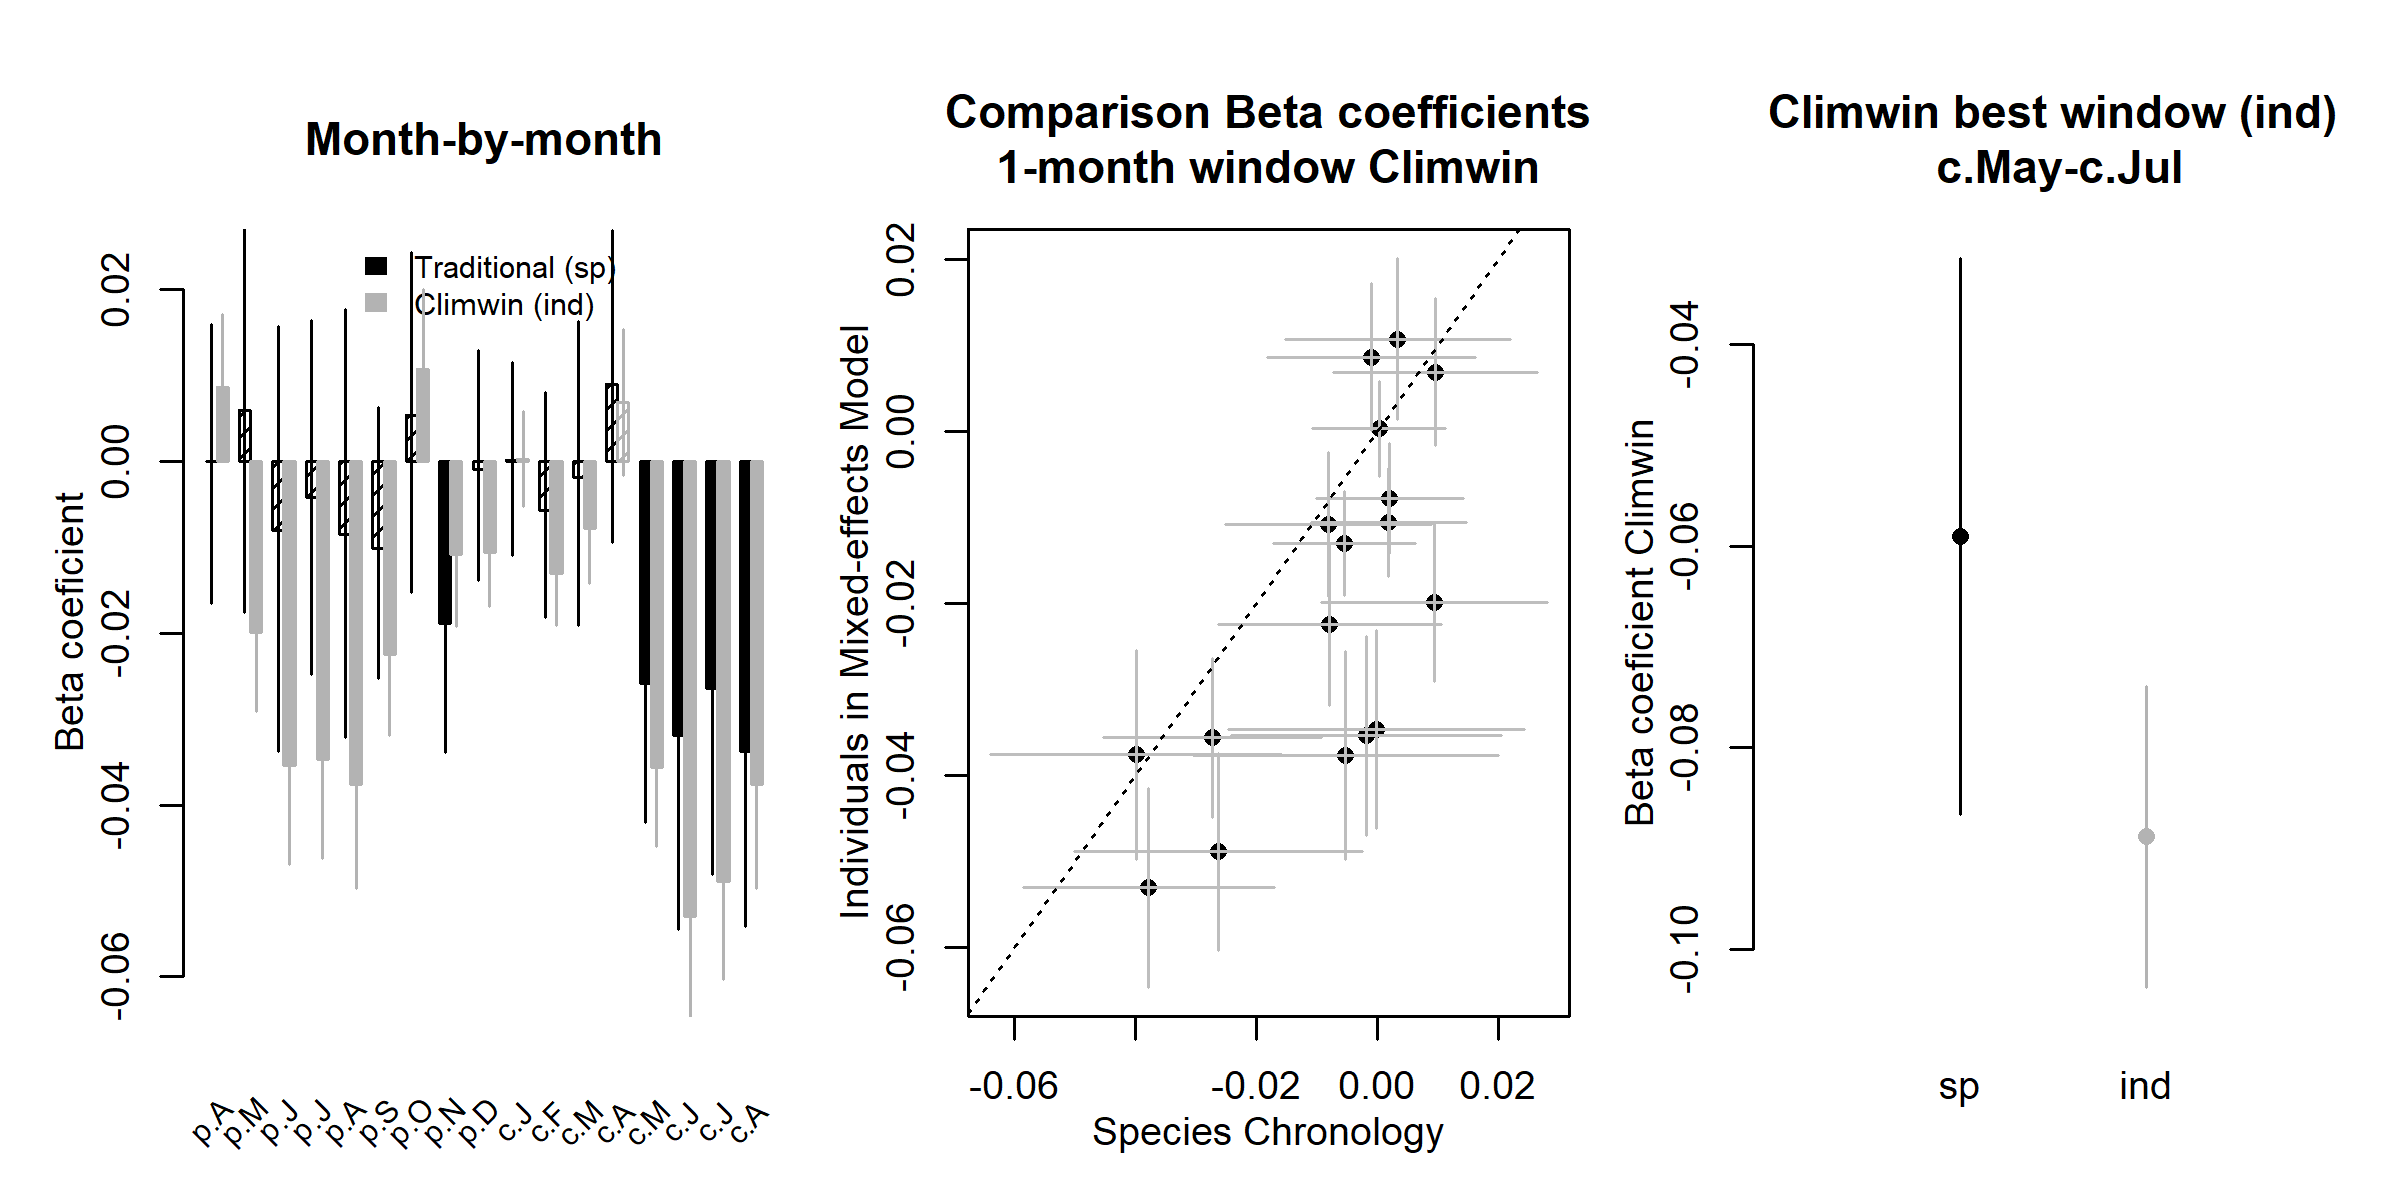 Month-by-month
Traditional (sp)
Climwin (ind)
Beta coeficient
0.02
0.00
-0.02
-0.04
-0.06
p.A
p.M
p.J
p.J
p.A
p.S
p.O
p.N
p.D
c.J
c.F
c.M
c.A
c.M
c.J
c.J
c.A
Comparison Beta coefficients
1-month window Climwin
Individuals in Mixed-effects Model
0.02
0.00
-0.02
-0.04
-0.06
-0.06
-0.02
0.00
0.02
Species Chronology
Climwin best window (ind)
c.May-c.Jul
Beta coeficient Climwin
-0.04
-0.06
-0.08
-0.10
sp
ind